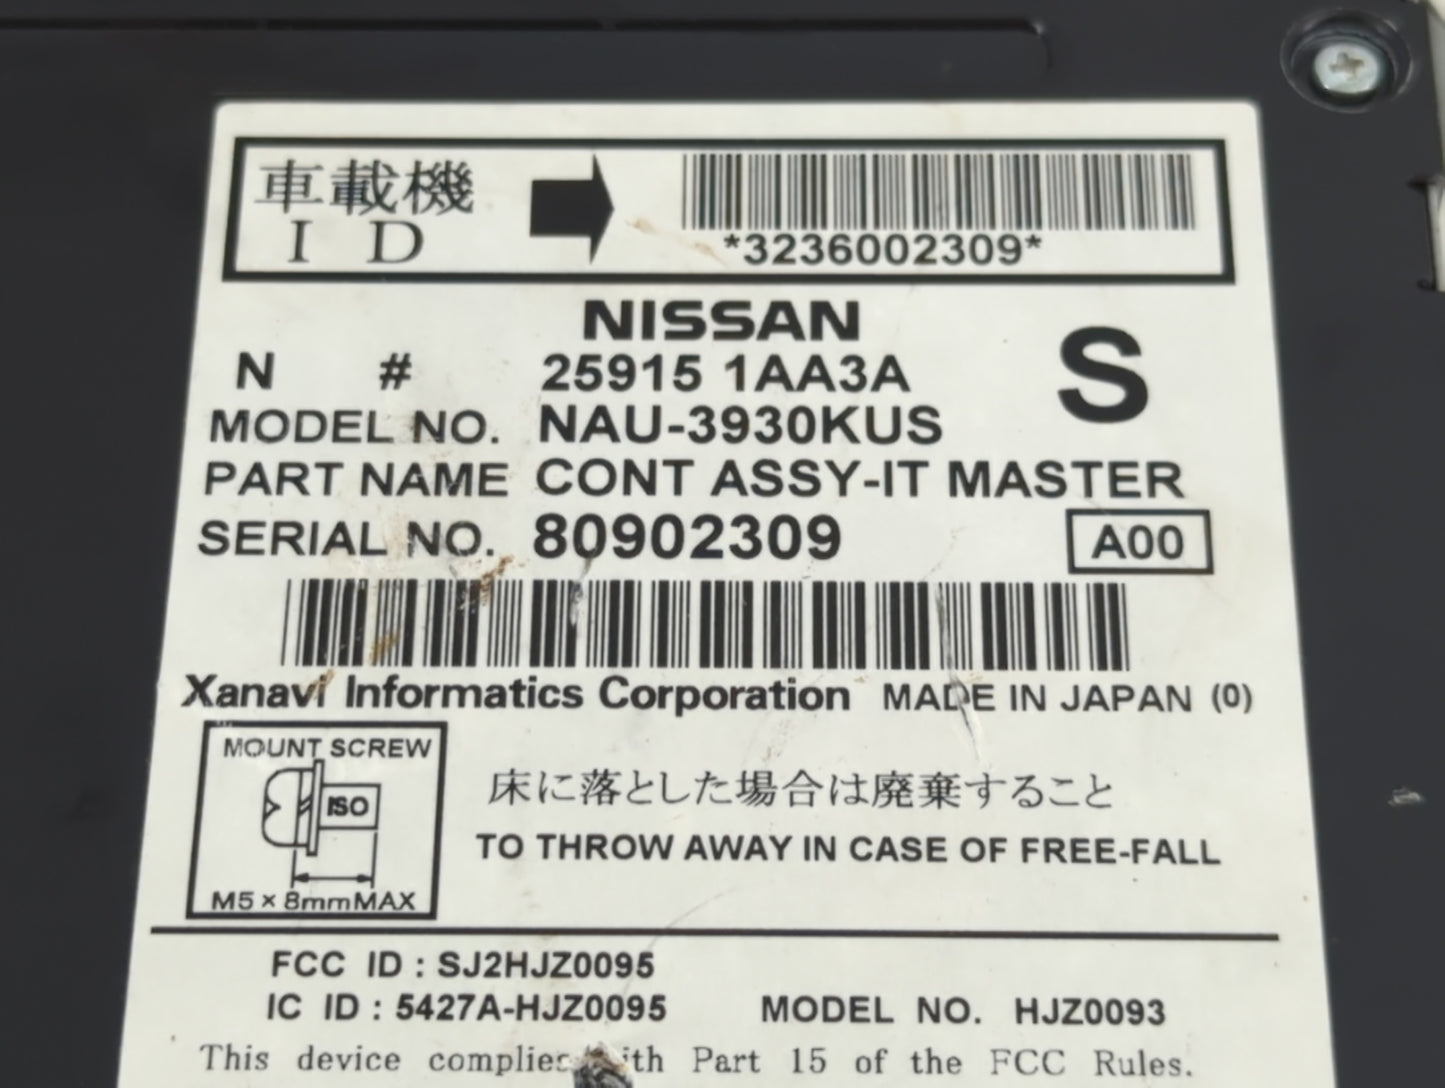 車載機
I D
*3236002309*
NISSAN
N # 25915 1AA3A
S
MODEL NO. NAU-3930KUS
PART NAME CONT ASSY-IT MASTER
SERIAL NO. 80902309
A00
Xanavi Informatics Corporation MADE IN JAPAN (0)
MOUNT SCREW
ISO
M5×8mmMAX
床に落とした場合は廃棄すること
TO THROW AWAY IN CASE OF FREE-FALL
FCC ID : SJ2HJZ0095
IC ID : 5427A-HJZ0095 MODEL NO. HJZ0093
This device complies with Part 15 of the FCC Rules.